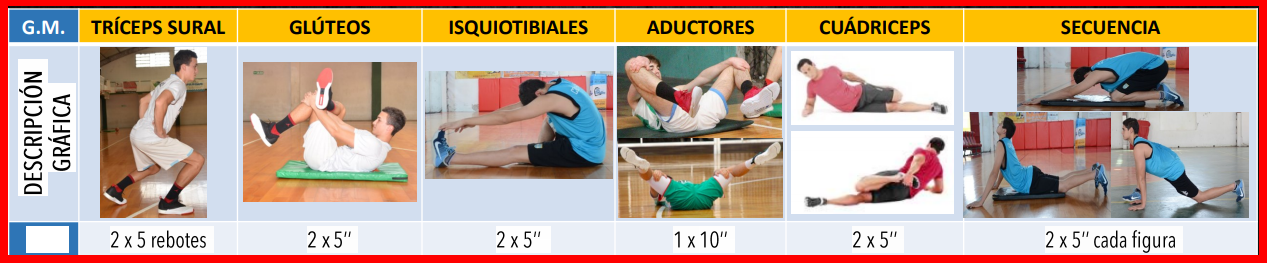 G.M. TRÍCEPS SURAL GLÚTEOS ISQUIOTIBIALES ADUCTORES CUÁDRICEPS SECUENCIA
DESCRIPCIÓN
GRÁFICA
2 x 5 rebotes 2 x 5’’ 2 x 5’’ 1 x 10’’ 2 x 5’’ 2 x 5’’ cada figura